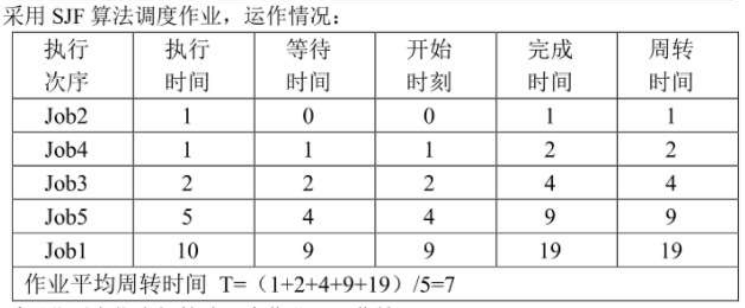 采用 SJF 算法调度作业，运作情况：
执行次序 执行时间 等待时间 开始时刻 完成时间 周转时间
Job2 1 0 0 1 1
Job4 1 1 1 2 2
Job3 2 2 2 4 4
Job5 5 4 4 9 9
Job1 10 9 9 19 19
作业平均周转时间 T=（1+2+4+9+19）/5=7